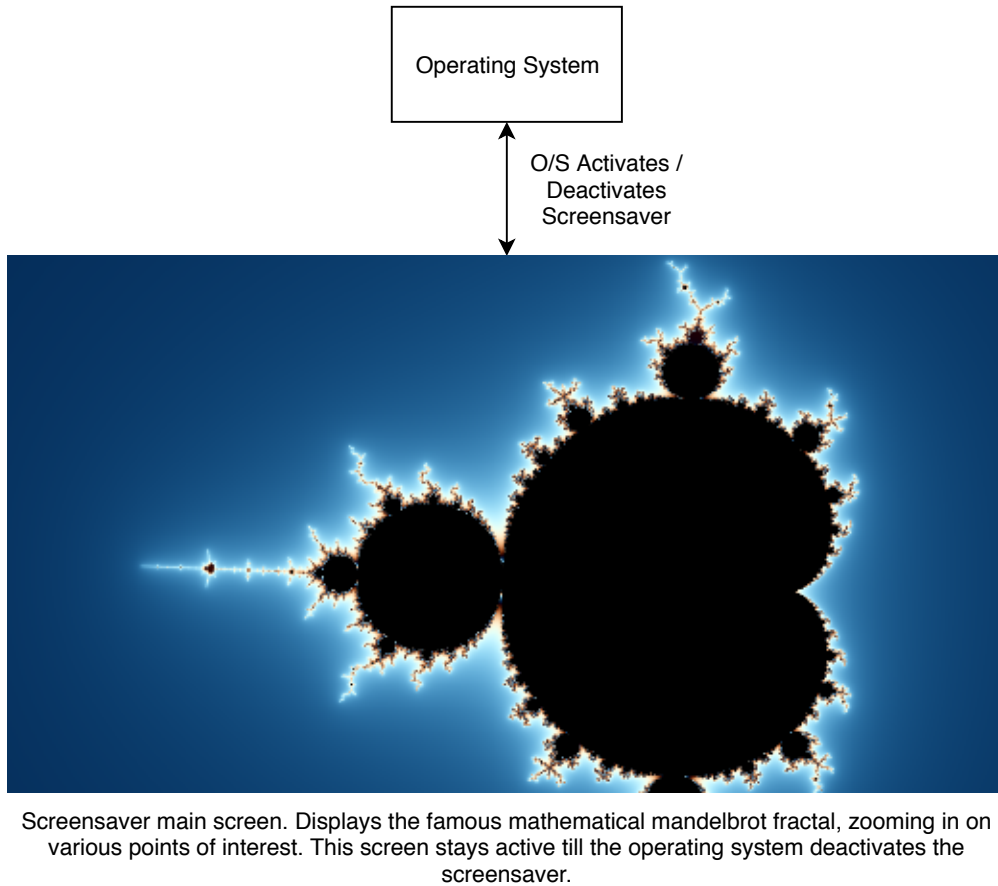 Operating System
O/S Activates /
Deactivates
Screensaver
Screensaver main screen. Displays the famous mathematical mandelbrot fractal, zooming in on
various points of interest. This screen stays active till the operating system deactivates the
screensaver.